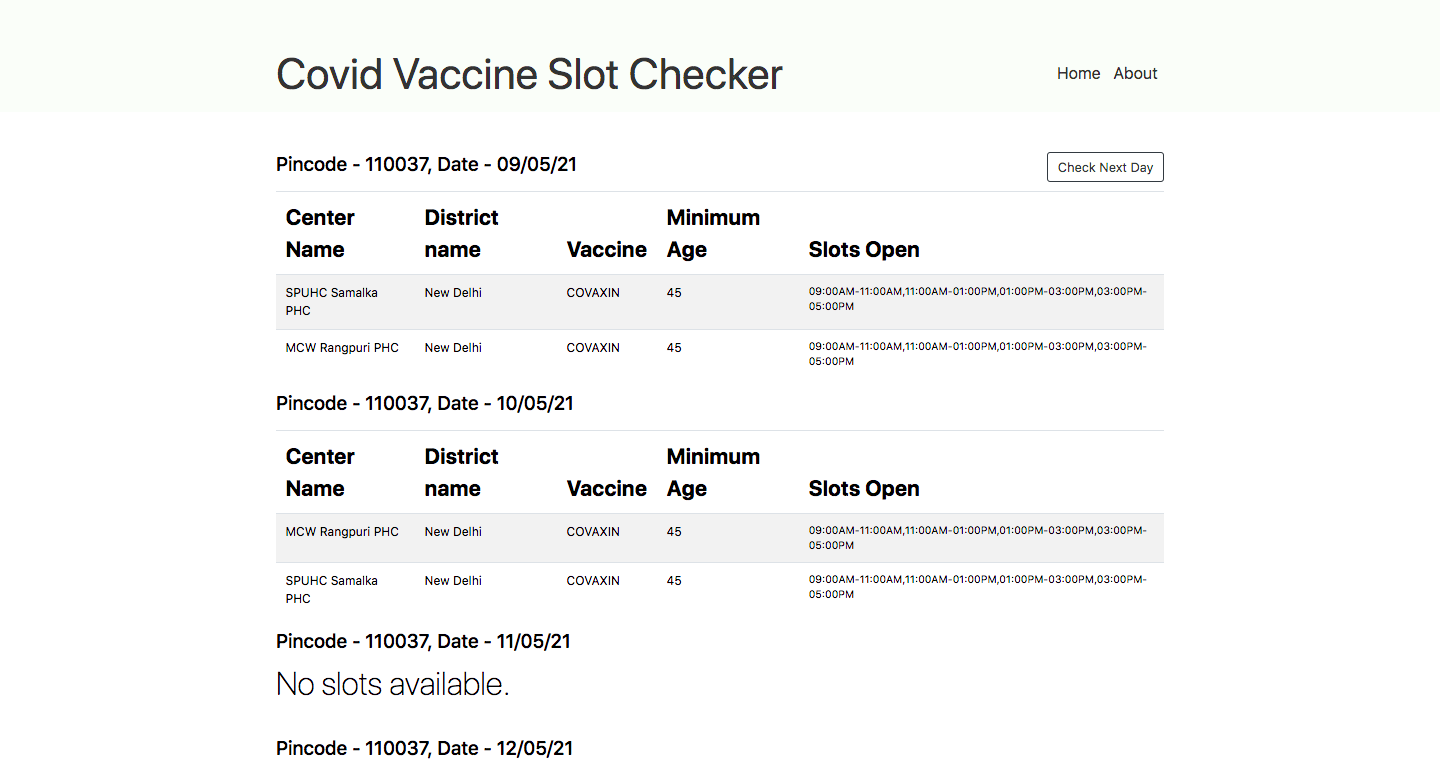 Covid Vaccine Slot Checker
Home About
Pincode - 110037, Date - 09/05/21
Check Next Day
Center Name District name Vaccine Minimum Age Slots Open
SPUHC Samalka PHC New Delhi COVAXIN 45 09:00AM-11:00AM,11:00AM-01:00PM,01:00PM-03:00PM,03:00PM-05:00PM
MCW Rangpuri PHC New Delhi COVAXIN 45 09:00AM-11:00AM,11:00AM-01:00PM,01:00PM-03:00PM,03:00PM-05:00PM
Pincode - 110037, Date - 10/05/21
Center Name District name Vaccine Minimum Age Slots Open
MCW Rangpuri PHC New Delhi COVAXIN 45 09:00AM-11:00AM,11:00AM-01:00PM,01:00PM-03:00PM,03:00PM-05:00PM
SPUHC Samalka PHC New Delhi COVAXIN 45 09:00AM-11:00AM,11:00AM-01:00PM,01:00PM-03:00PM,03:00PM-05:00PM
Pincode - 110037, Date - 11/05/21
No slots available.
Pincode - 110037, Date - 12/05/21